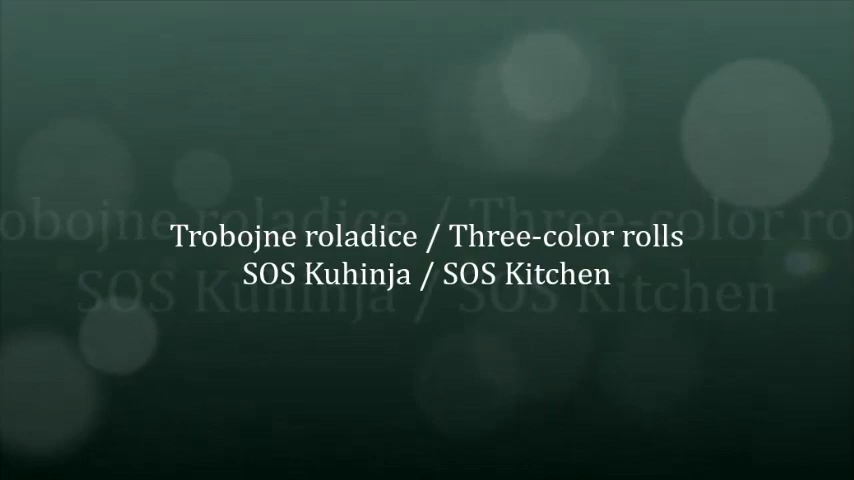 Trobojne roladice / Three-color rolls
SOS Kuhinja / SOS Kitchen